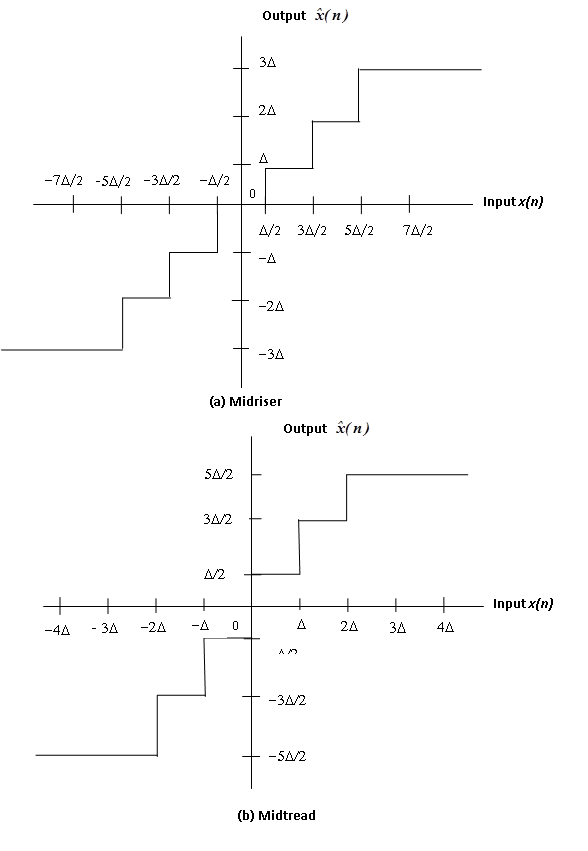 Output x̂(n)
3Δ
2Δ
Δ
−7Δ/2 -5Δ/2 −3Δ/2 −Δ/2 0
Input x(n)
Δ/2 3Δ/2 5Δ/2 7Δ/2
−Δ
−2Δ
−3Δ
(a) Midriser
Output x̂(n)
5Δ/2
3Δ/2
Δ/2
Input x(n)
−4Δ - 3Δ −2Δ −Δ 0 Δ 2Δ 3Δ 4Δ
−3Δ/2
−5Δ/2
(b) Midtread